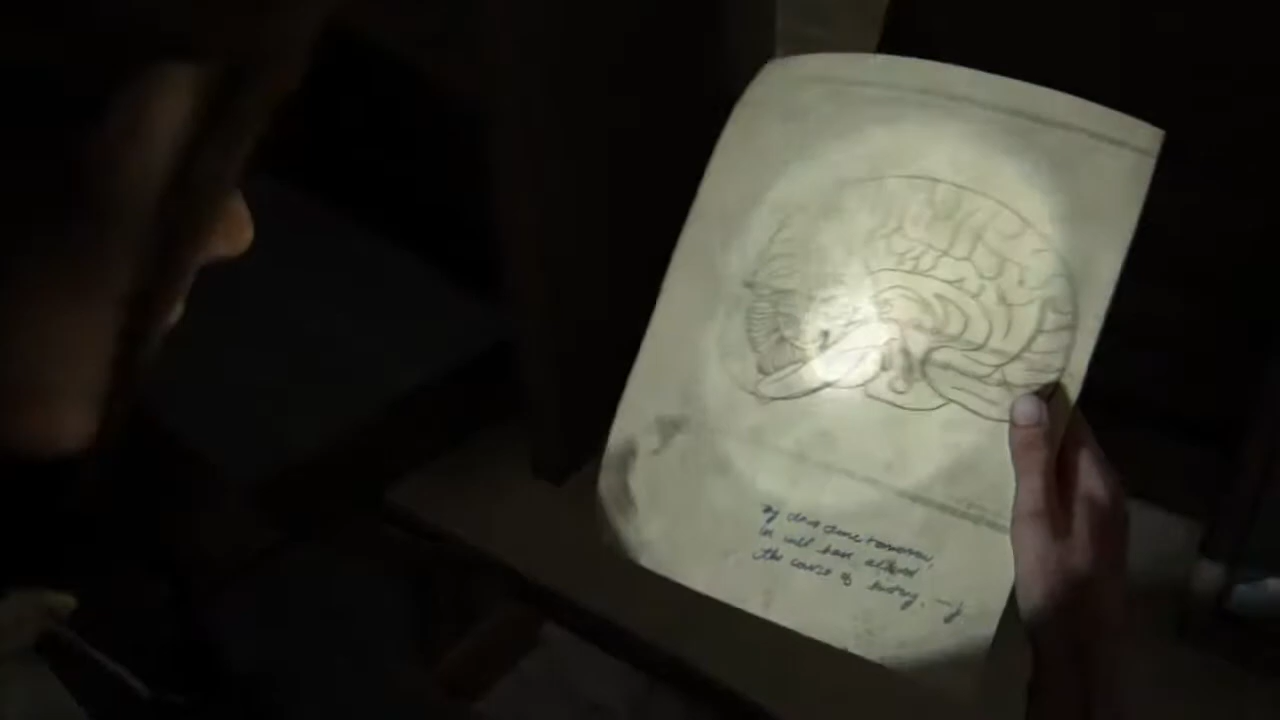 By this time tomorrow,
we will have altered
the course of history. —J